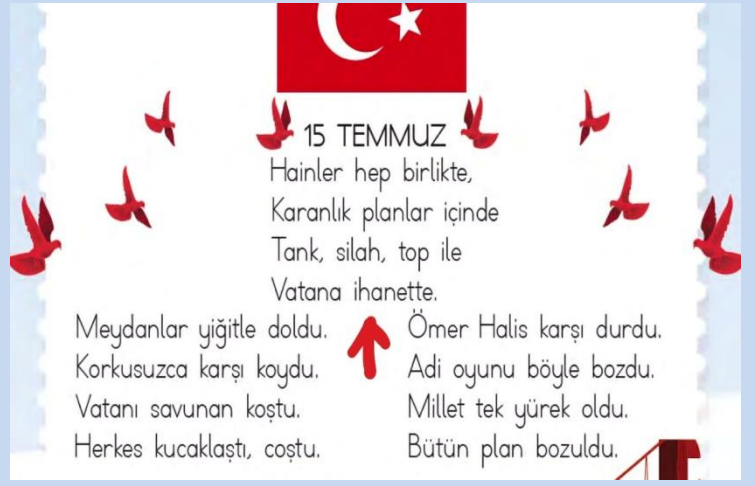 15 TEMMUZ
Hainler hep birlikte,
Karanlık planlar içinde
Tank, silah, top ile
Vatana ihanette.
Meydanlar yiğitle doldu.
Korkusuzca karşı koydu.
Vatanı savunan koştu.
Herkes kucaklaştı, coştu.
Ömer Halis karşı durdu.
Adi oyunu böyle bozdu.
Millet tek yürek oldu.
Bütün plan bozuldu.